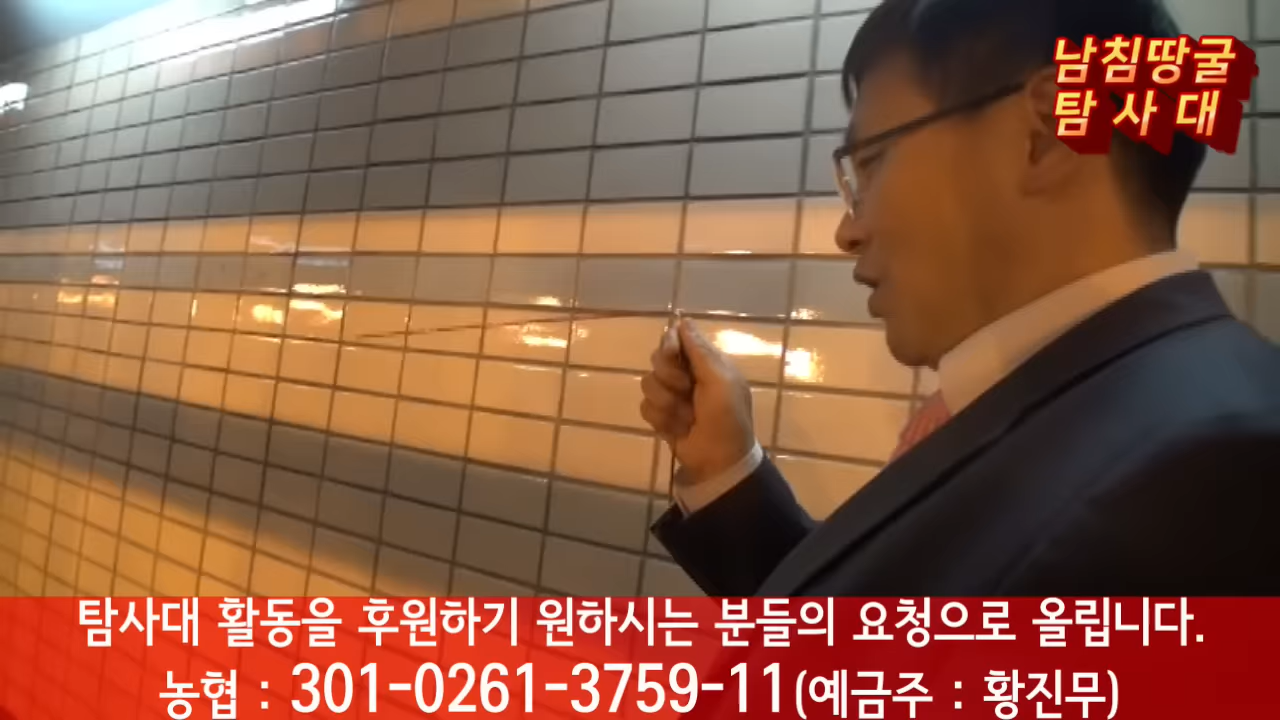 남침땅굴
탐사대
탐사대 활동을 후원하기 원하시는 분들의 요청으로 올립니다.
농협 : 301-0261-3759-11(예금주 : 황진무)